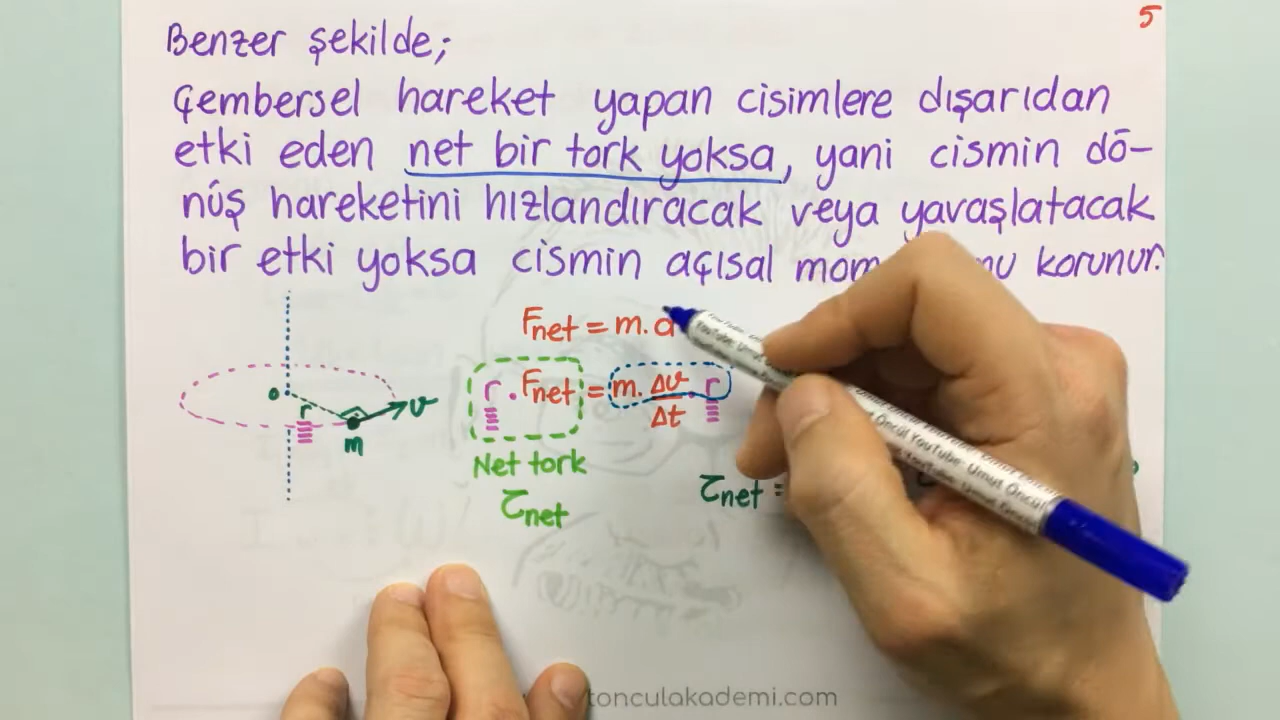 5
Benzer şekilde;
Çembersel hareket yapan cisimlere dışarıdan
etki eden net bir tork yoksa, yani cismin dö-
nüş hareketini hızlandıracak veya yavaşlatacak
bir etki yoksa cismin açısal korunur.
Fnet = m.a
r.Fnet = m.Δv/Δt.r
o
r
v
m
Net tork
τnet
τnet =
tonculakademi.com